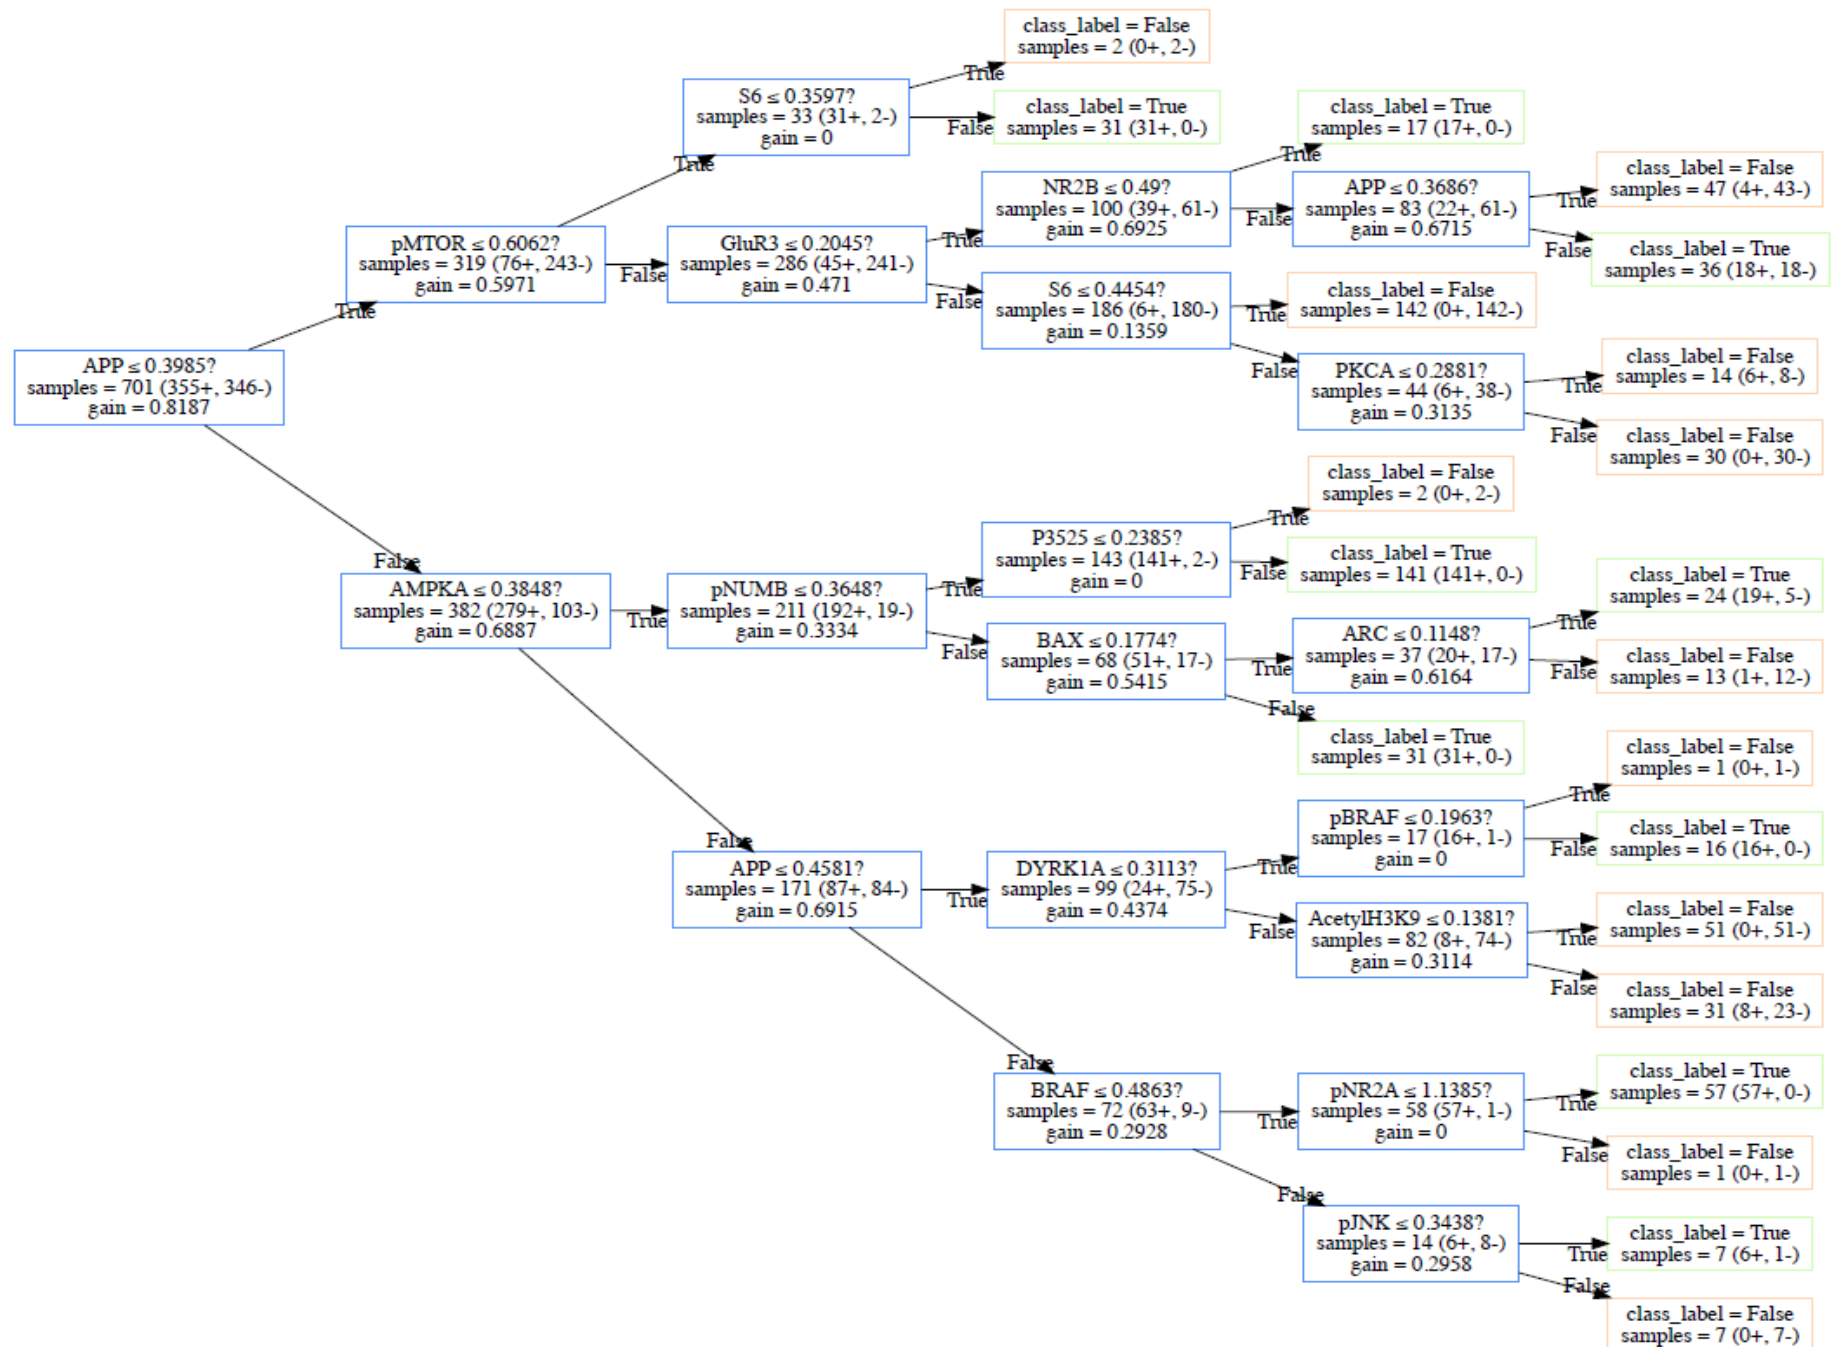 class_label = False
samples = 2 (0+, 2-)
True
S6 ≤ 0.3597?
samples = 33 (31+, 2-)
gain = 0
False
class_label = True
samples = 31 (31+, 0-)
class_label = True
samples = 17 (17+, 0-)
True
True
NR2B ≤ 0.49?
samples = 100 (39+, 61-)
gain = 0.6925
False
APP ≤ 0.3686?
samples = 83 (22+, 61-)
gain = 0.6715
True
class_label = False
samples = 47 (4+, 43-)
False
class_label = True
samples = 36 (18+, 18-)
pMTOR ≤ 0.6062?
samples = 319 (76+, 243-)
gain = 0.5971
False
GluR3 ≤ 0.2045?
samples = 286 (45+, 241-)
gain = 0.471
True
False
S6 ≤ 0.4454?
samples = 186 (6+, 180-)
gain = 0.1359
True
class_label = False
samples = 142 (0+, 142-)
True
False
PKCA ≤ 0.2881?
samples = 44 (6+, 38-)
gain = 0.3135
True
class_label = False
samples = 14 (6+, 8-)
False
class_label = False
samples = 30 (0+, 30-)
APP ≤ 0.3985?
samples = 701 (355+, 346-)
gain = 0.8187
False
class_label = False
samples = 2 (0+, 2-)
True
P3525 ≤ 0.2385?
samples = 143 (141+, 2-)
gain = 0
False
class_label = True
samples = 141 (141+, 0-)
AMPKA ≤ 0.3848?
samples = 382 (279+, 103-)
gain = 0.6887
True
pNUMB ≤ 0.3648?
samples = 211 (192+, 19-)
gain = 0.3334
True
False
BAX ≤ 0.1774?
samples = 68 (51+, 17-)
gain = 0.5415
True
ARC ≤ 0.1148?
samples = 37 (20+, 17-)
gain = 0.6164
True
class_label = True
samples = 24 (19+, 5-)
False
class_label = False
samples = 13 (1+, 12-)
False
class_label = True
samples = 31 (31+, 0-)
False
APP ≤ 0.4581?
samples = 171 (87+, 84-)
gain = 0.6915
True
DYRK1A ≤ 0.3113?
samples = 99 (24+, 75-)
gain = 0.4374
True
pBRAF ≤ 0.1963?
samples = 17 (16+, 1-)
gain = 0
True
class_label = False
samples = 1 (0+, 1-)
False
class_label = True
samples = 16 (16+, 0-)
False
AcetylH3K9 ≤ 0.1381?
samples = 82 (8+, 74-)
gain = 0.3114
True
class_label = False
samples = 51 (0+, 51-)
False
class_label = False
samples = 31 (8+, 23-)
False
BRAF ≤ 0.4863?
samples = 72 (63+, 9-)
gain = 0.2928
True
pNR2A ≤ 1.1385?
samples = 58 (57+, 1-)
gain = 0
True
class_label = True
samples = 57 (57+, 0-)
False
class_label = False
samples = 1 (0+, 1-)
False
pJNK ≤ 0.3438?
samples = 14 (6+, 8-)
gain = 0.2958
True
class_label = True
samples = 7 (6+, 1-)
False
class_label = False
samples = 7 (0+, 7-)